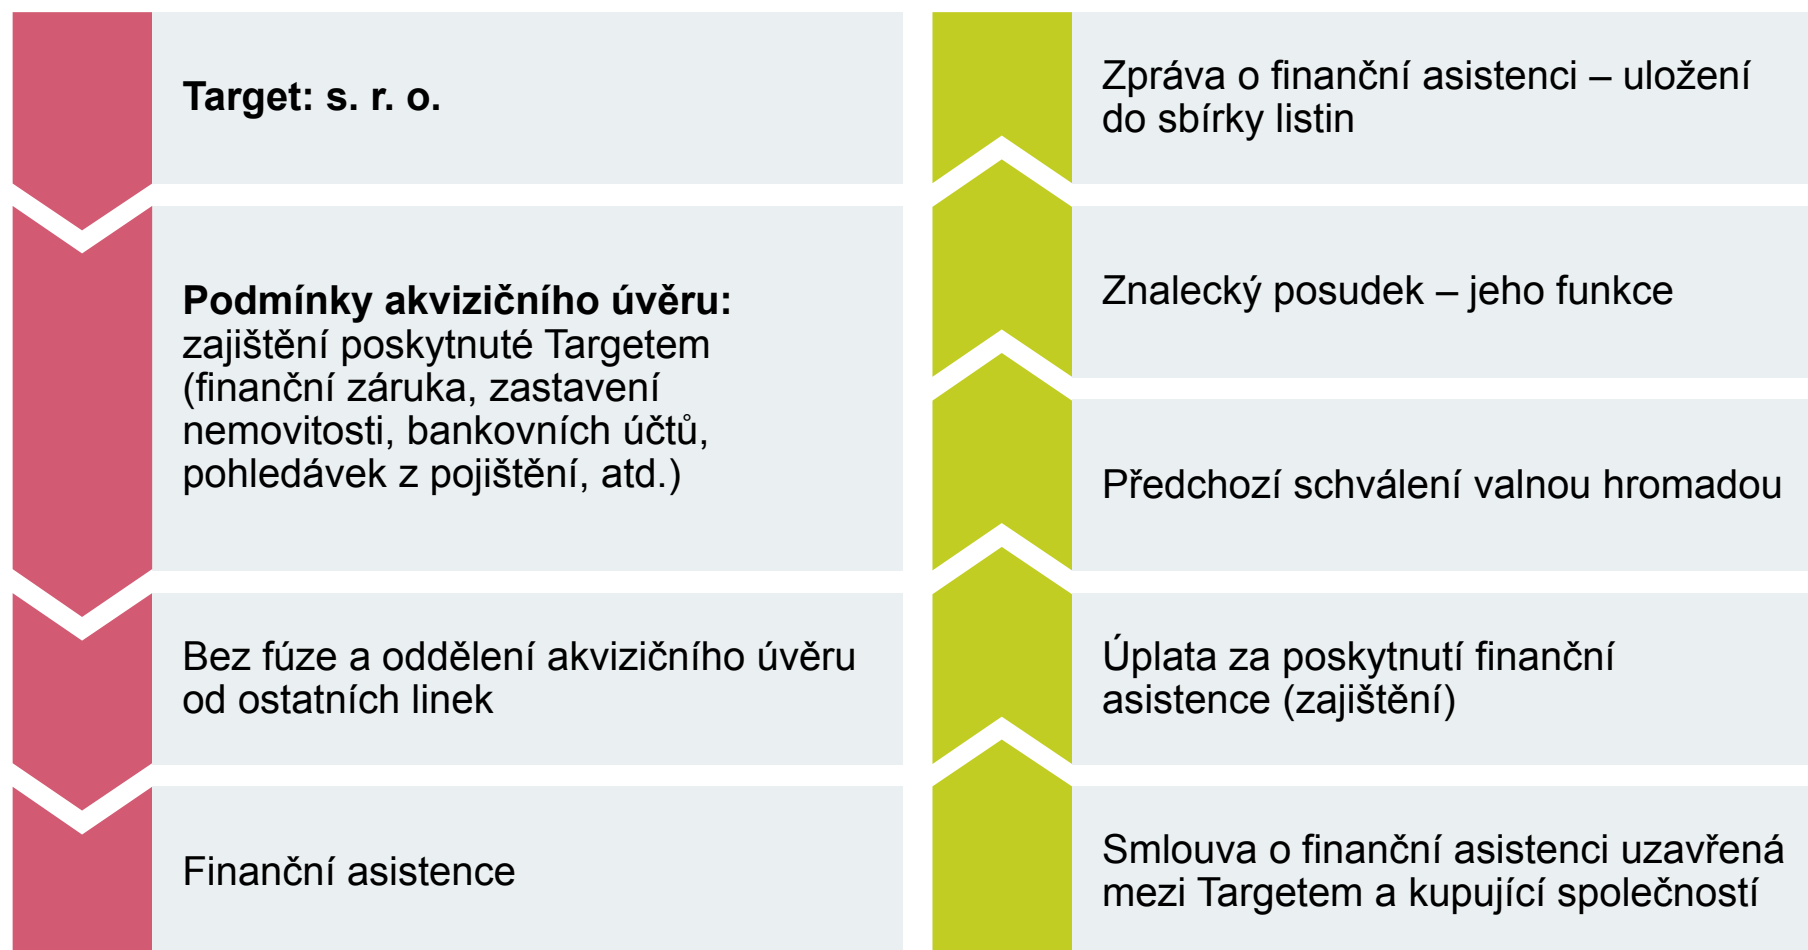 Target: s. r. o.
Podmínky akvizičního úvěru:
zajištění poskytnuté Targetem
(finanční záruka, zastavení
nemovitosti, bankovních účtů,
pohledávek z pojištění, atd.)
Bez fúze a oddělení akvizičního úvěru
od ostatních linek
Finanční asistence
Zpráva o finanční asistenci – uložení
do sbírky listin
Znalecký posudek – jeho funkce
Předchozí schválení valnou hromadou
Úplata za poskytnutí finanční
asistence (zajištění)
Smlouva o finanční asistenci uzavřená
mezi Targetem a kupující společností